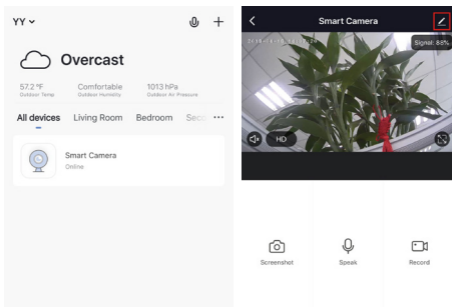 YY
Overcast
57.2 °F
Outdoor Temp
Comfortable
Outdoor Humidity
1013 hPa
Outdoor Air Pressure
All devices Living Room Bedroom Seco ...
Smart Camera
Online
Smart Camera
Signal: 88%
HD
Screenshot
Speak
Record